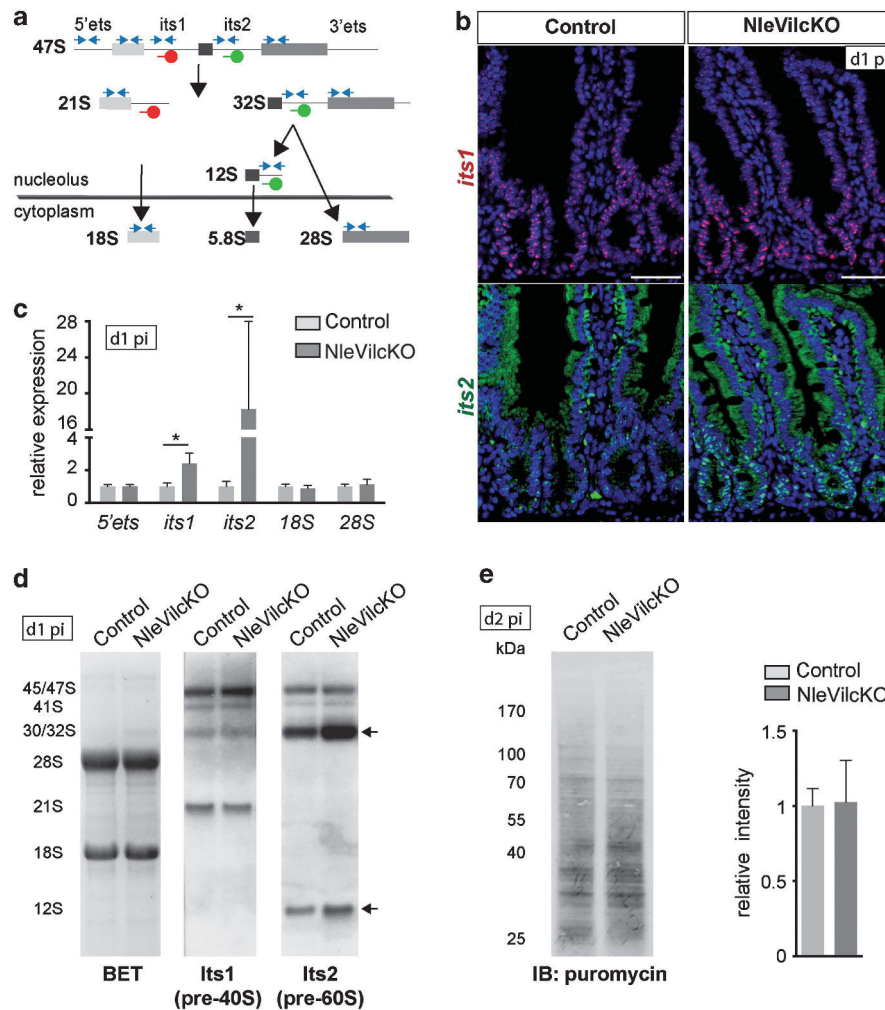 a
5'ets its1 its2 3'ets
47S
21S 32S
12S
nucleolus
cytoplasm
18S 5.8S 28S
b
Control NleVilcKO
d1 pi
its1
its2
c
d1 pi
Control
NleVilcKO
* *
relative expression
28
22
16
4
2
0
5'ets its1 its2 18S 28S
d
d1 pi
Control NleVilcKO Control NleVilcKO Control NleVilcKO
45/47S
41S
30/32S
28S
21S
18S
12S
BET Its1 (pre-40S) Its2 (pre-60S)
e
d2 pi
Control NleVilcKO
kDa
170
100
70
55
40
25
IB: puromycin
Control
NleVilcKO
relative intensity
1.5
1
0.5
0